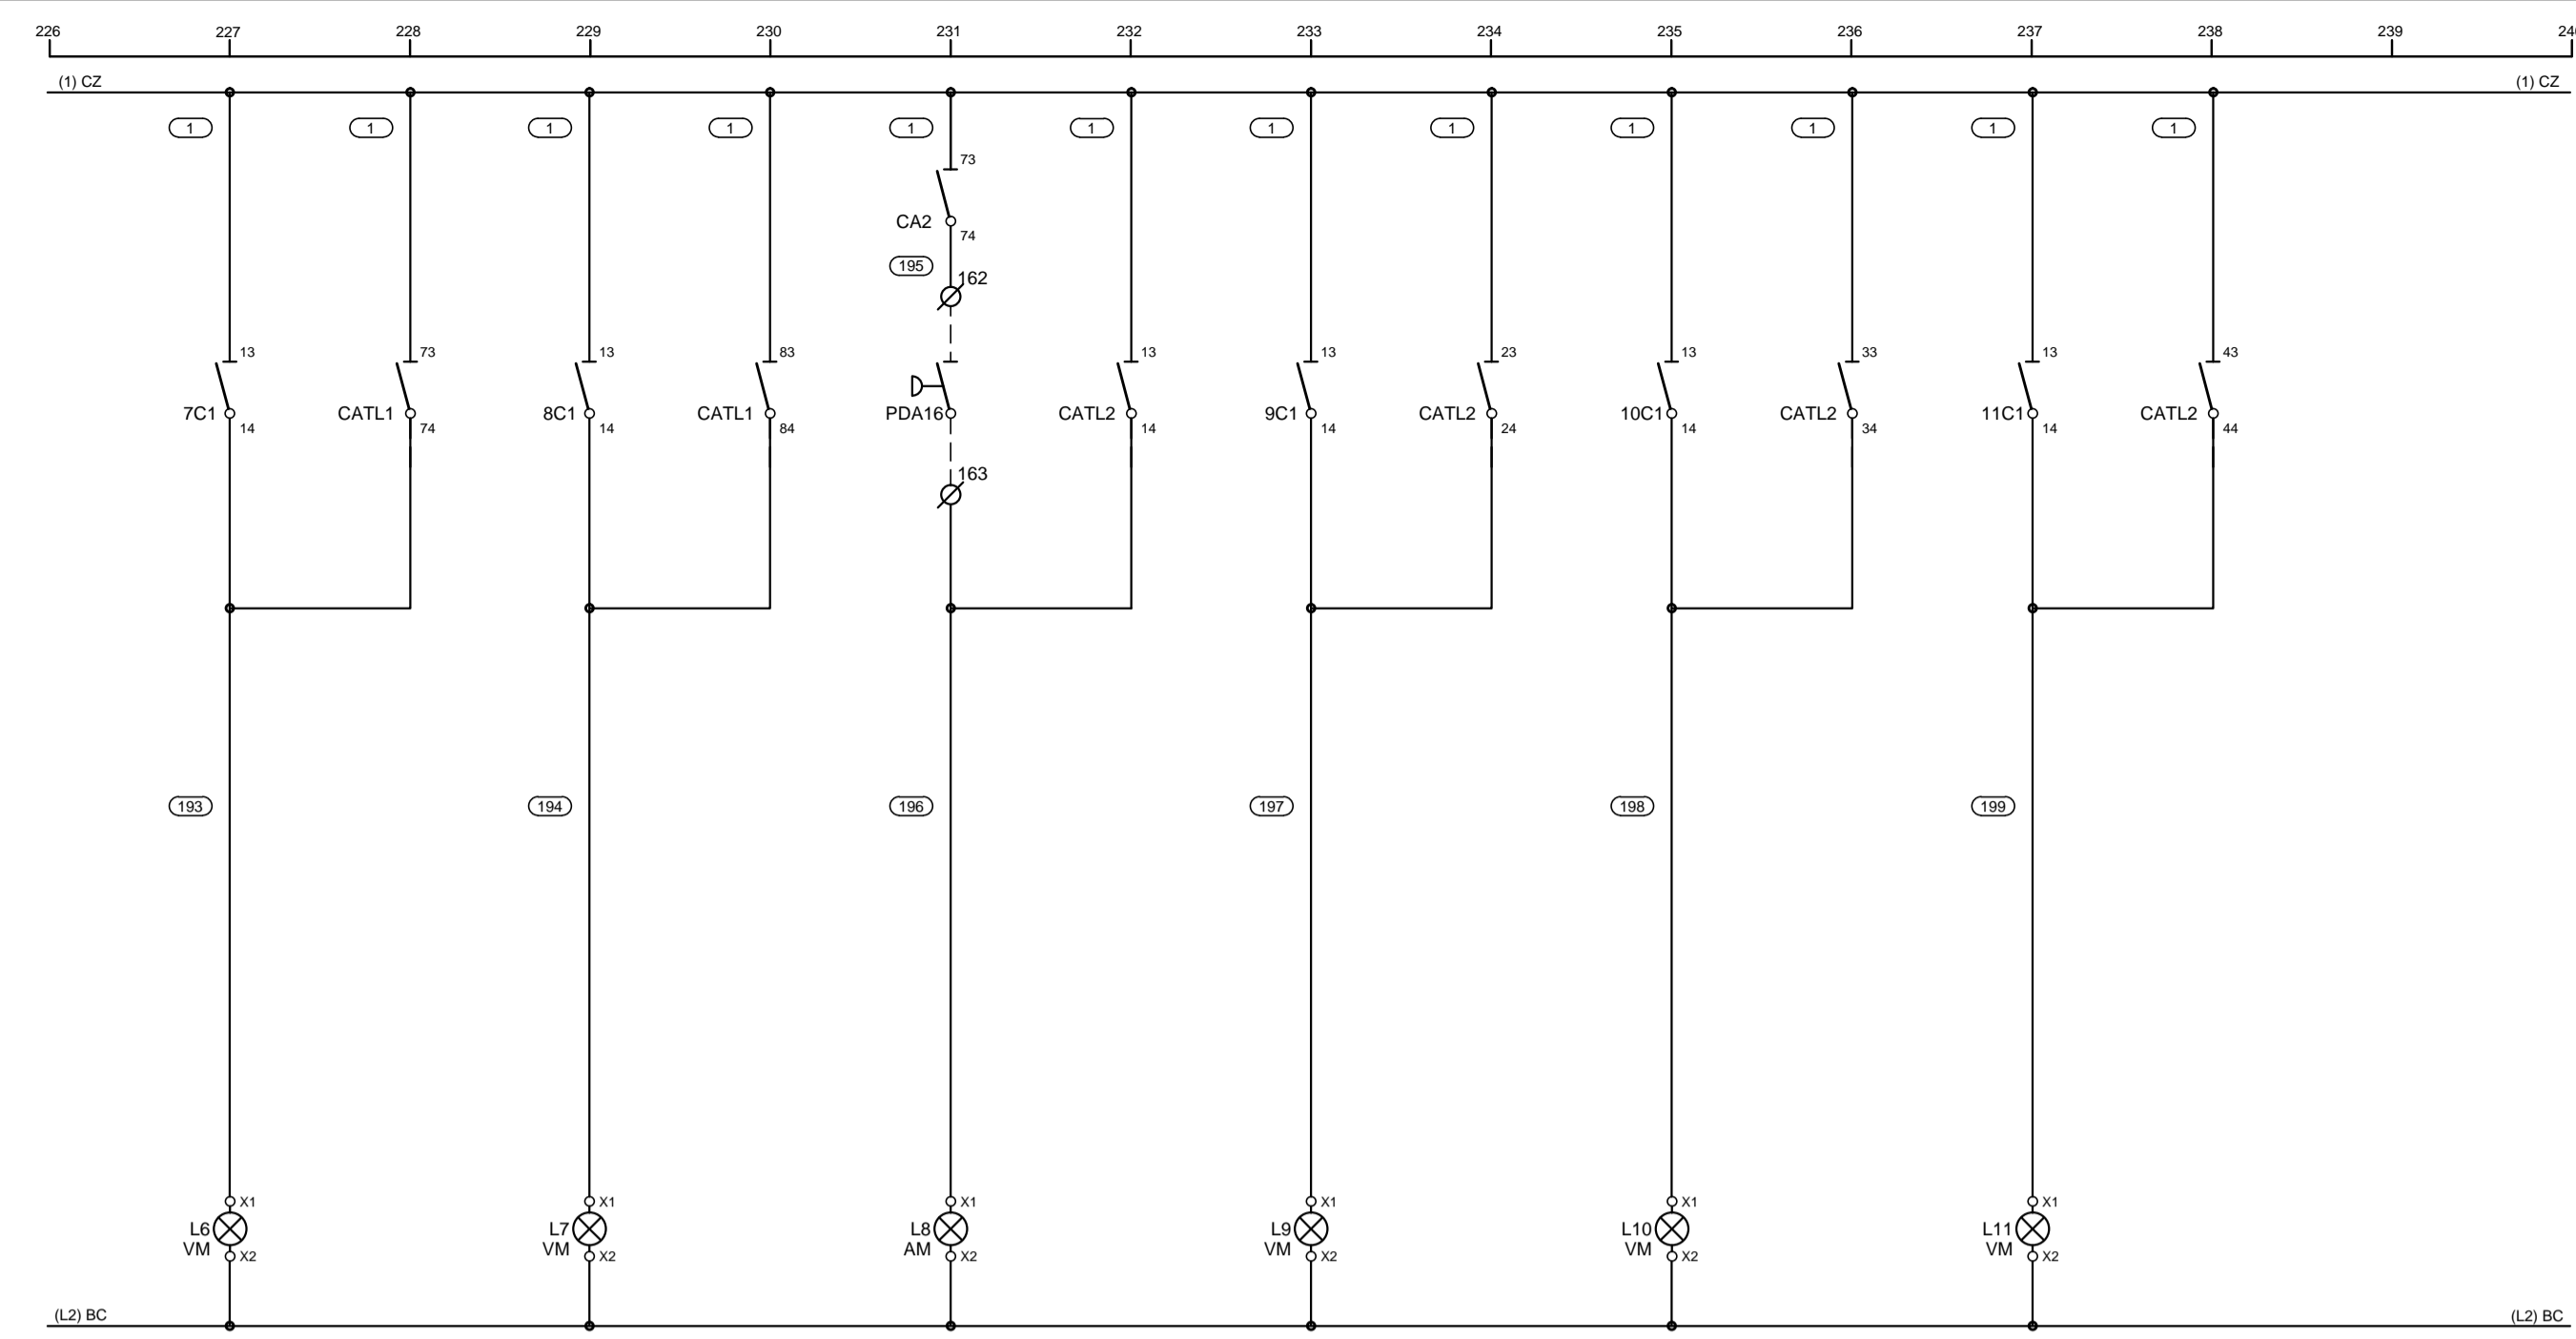 226 227 228 229 230 231 232 233 234 235 236 237 238 239
(1) CZ (1) CZ
1 1 1 1 1 1 1 1 1 1 1 1
73
CA2
74
195
162
13 73 13 83 13 13 23 13 33 13 43
7C1 CATL1 8C1 CATL1 PDA16 CATL2 9C1 CATL2 10C1 CATL2 11C1 CATL2
14 74 14 84 14 14 24 14 34 14 44
163
193 194 196 197 198 199
X1 X1 X1 X1 X1 X1
L6 L7 L8 L9 L10 L11
VM VM AM VM VM VM
X2 X2 X2 X2 X2 X2
(L2) BC (L2) BC